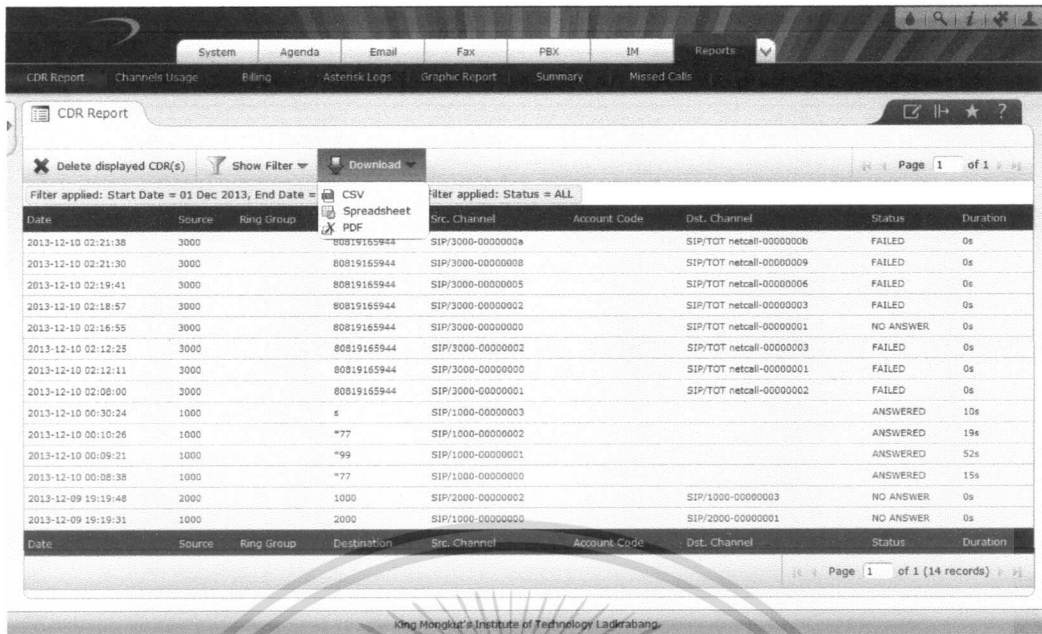 System Agenda Email Fax PBX IM Reports
CDR Report Channels Usage Billing Asterisk Logs Graphic Report Summary Missed Calls
CDR Report
Delete displayed CDR(s) Show Filter Download Page 1 of 1
Filter applied: Start Date = 01 Dec 2013, End Date = filter applied: Status = ALL
CSV
Spreadsheet
PDF
Date Source Ring Group Src. Channel Account Code Dst. Channel Status Duration
2013-12-10 02:21:38 3000 80819165944 SIP/3000-0000000a SIP/TOT netcall-0000000b FAILED 0s
2013-12-10 02:21:30 3000 80819165944 SIP/3000-00000008 SIP/TOT netcall-00000009 FAILED 0s
2013-12-10 02:19:41 3000 80819165944 SIP/3000-00000005 SIP/TOT netcall-00000006 FAILED 0s
2013-12-10 02:18:57 3000 80819165944 SIP/3000-00000002 SIP/TOT netcall-00000003 FAILED 0s
2013-12-10 02:16:55 3000 80819165944 SIP/3000-00000000 SIP/TOT netcall-00000001 NO ANSWER 0s
2013-12-10 02:12:25 3000 80819165944 SIP/3000-00000002 SIP/TOT netcall-00000003 FAILED 0s
2013-12-10 02:12:11 3000 80819165944 SIP/3000-00000000 SIP/TOT netcall-00000001 FAILED 0s
2013-12-10 02:08:00 3000 80819165944 SIP/3000-00000001 SIP/TOT netcall-00000002 FAILED 0s
2013-12-10 00:30:24 1000 s SIP/1000-00000003 ANSWERED 10s
2013-12-10 00:10:26 1000 *77 SIP/1000-00000002 ANSWERED 19s
2013-12-10 00:09:21 1000 *99 SIP/1000-00000001 ANSWERED 52s
2013-12-10 00:08:38 1000 *77 SIP/1000-00000000 ANSWERED 15s
2013-12-09 19:19:48 2000 1000 SIP/2000-00000002 SIP/1000-00000003 NO ANSWER 0s
2013-12-09 19:19:31 1000 2000 SIP/1000-00000000 SIP/2000-00000001 NO ANSWER 0s
Date Source Ring Group Destination Src. Channel Account Code Dst. Channel Status Duration
Page 1 of 1 (14 records)
King Mongkut's Institute of Technology Ladkrabang.